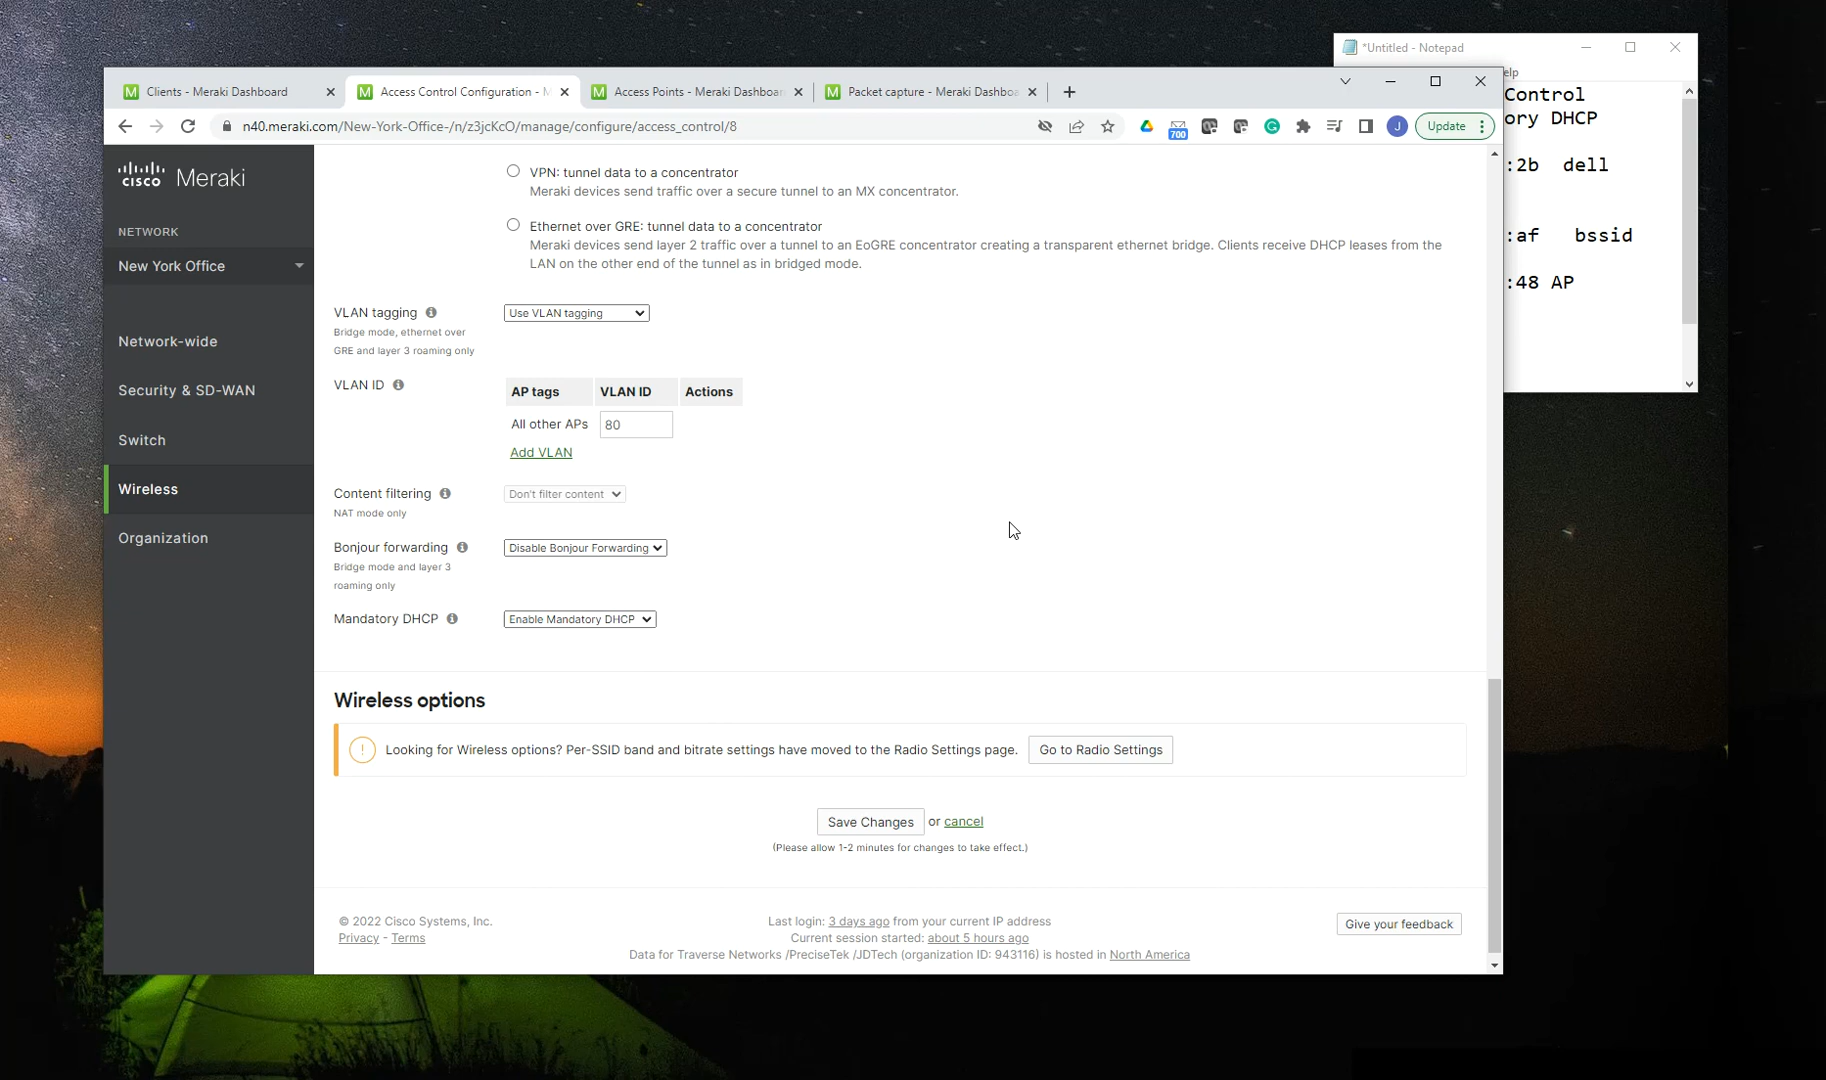 *Untitled - Notepad
elp
Control
ory DHCP
:2b dell
:af bssid
:48 AP
Clients - Meraki Dashboard
Access Control Configuration - M
Access Points - Meraki Dashboar
Packet capture - Meraki Dashboa
n40.meraki.com/New-York-Office-/n/z3jcKcO/manage/configure/access_control/8
700
J
Update
CISCO Meraki
NETWORK
New York Office
Network-wide
Security & SD-WAN
Switch
Wireless
Organization
VPN: tunnel data to a concentrator
Meraki devices send traffic over a secure tunnel to an MX concentrator.
Ethernet over GRE: tunnel data to a concentrator
Meraki devices send layer 2 traffic over a tunnel to an EoGRE concentrator creating a transparent ethernet bridge. Clients receive DHCP leases from the
LAN on the other end of the tunnel as in bridged mode.
VLAN tagging Use VLAN tagging
Bridge mode, ethernet over
GRE and layer 3 roaming only
VLAN ID
AP tags VLAN ID Actions
All other APs 80
Add VLAN
Content filtering Don't filter content
NAT mode only
Bonjour forwarding Disable Bonjour Forwarding
Bridge mode and layer 3
roaming only
Mandatory DHCP Enable Mandatory DHCP
Wireless options
! Looking for Wireless options? Per-SSID band and bitrate settings have moved to the Radio Settings page. Go to Radio Settings
Save Changes or cancel
(Please allow 1-2 minutes for changes to take effect.)
© 2022 Cisco Systems, Inc.
Privacy - Terms
Last login: 3 days ago from your current IP address
Current session started: about 5 hours ago
Data for Traverse Networks /PreciseTek /JDTech (organization ID: 943116) is hosted in North America
Give your feedback